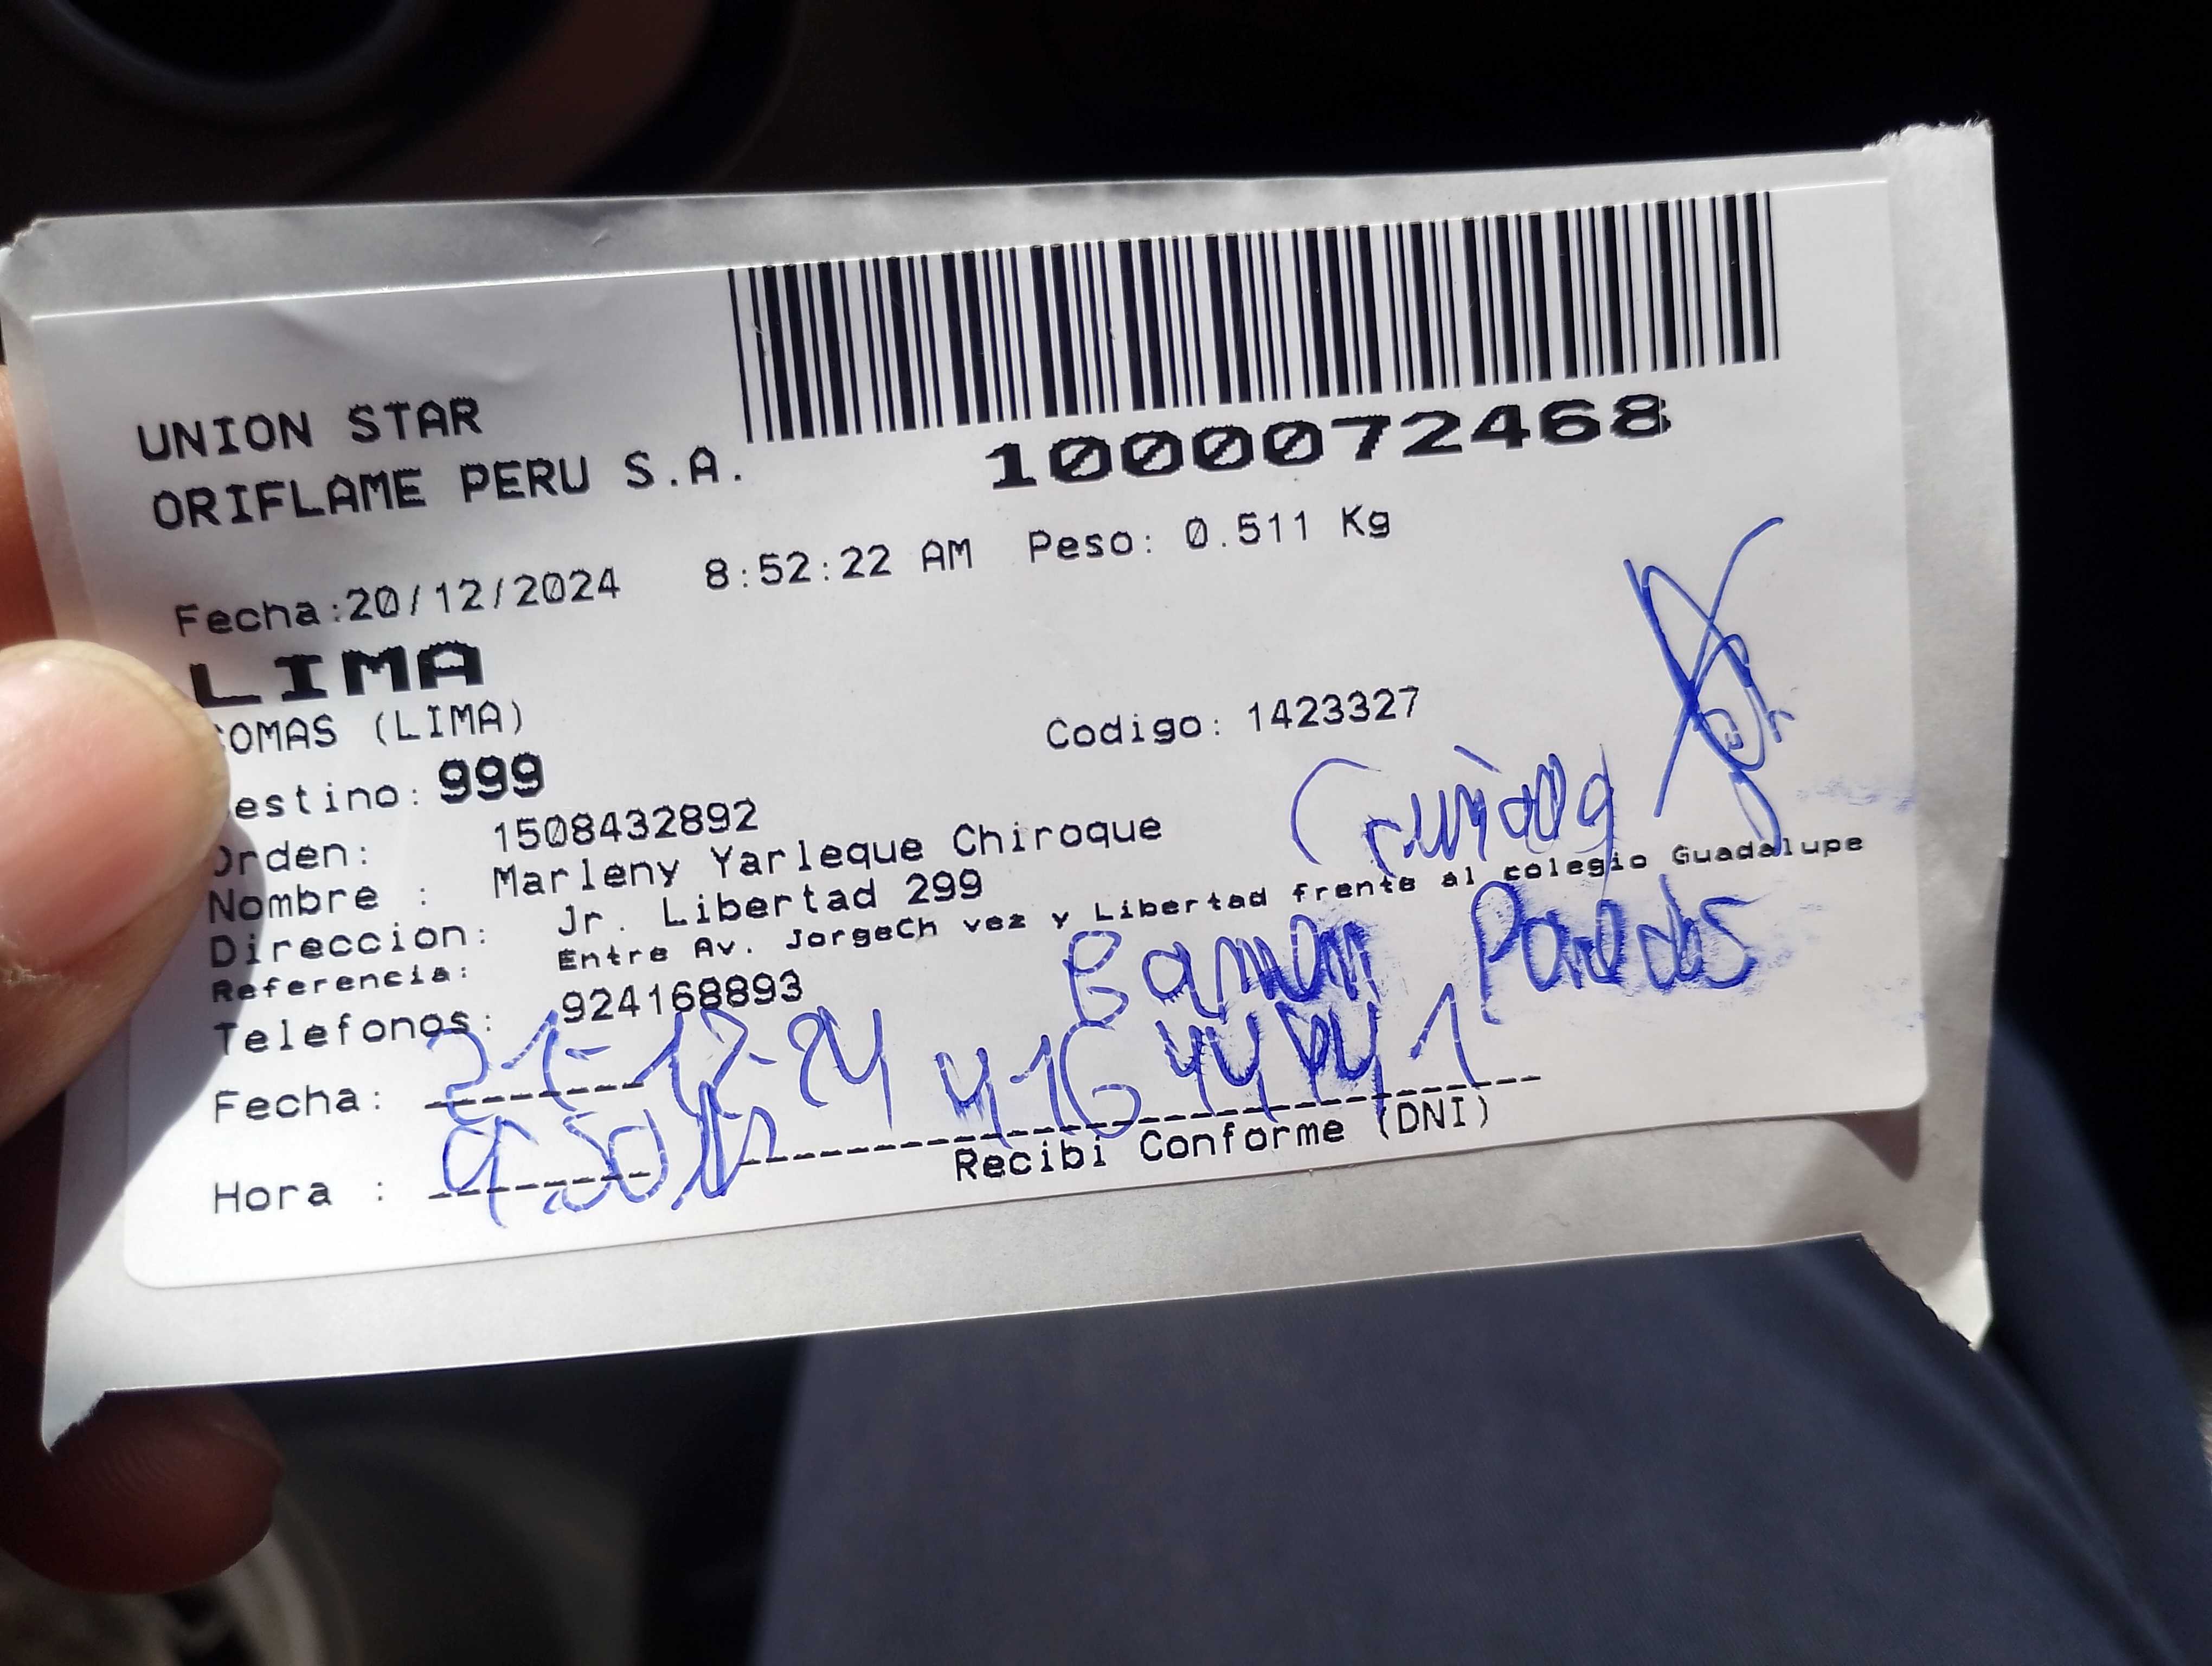 UNION STAR
ORIFLAME PERU S.A.
1000072468
Fecha:20/12/2024 8:52:22 AM Peso: 0.511 Kg
LIMA
COMAS (LIMA)
Codigo: 1423327
estino: 999
Orden: 1508432892
Nombre : Marleny Yarleque Chiroque
Direccion: Jr. Libertad 299
Referencia: Entre Av. JorgeCh vez y Libertad frente al colegio Guadalupe
Telefonos: 924168893
Fecha: 21-12-24
Hora :
Recibi Conforme (DNI)